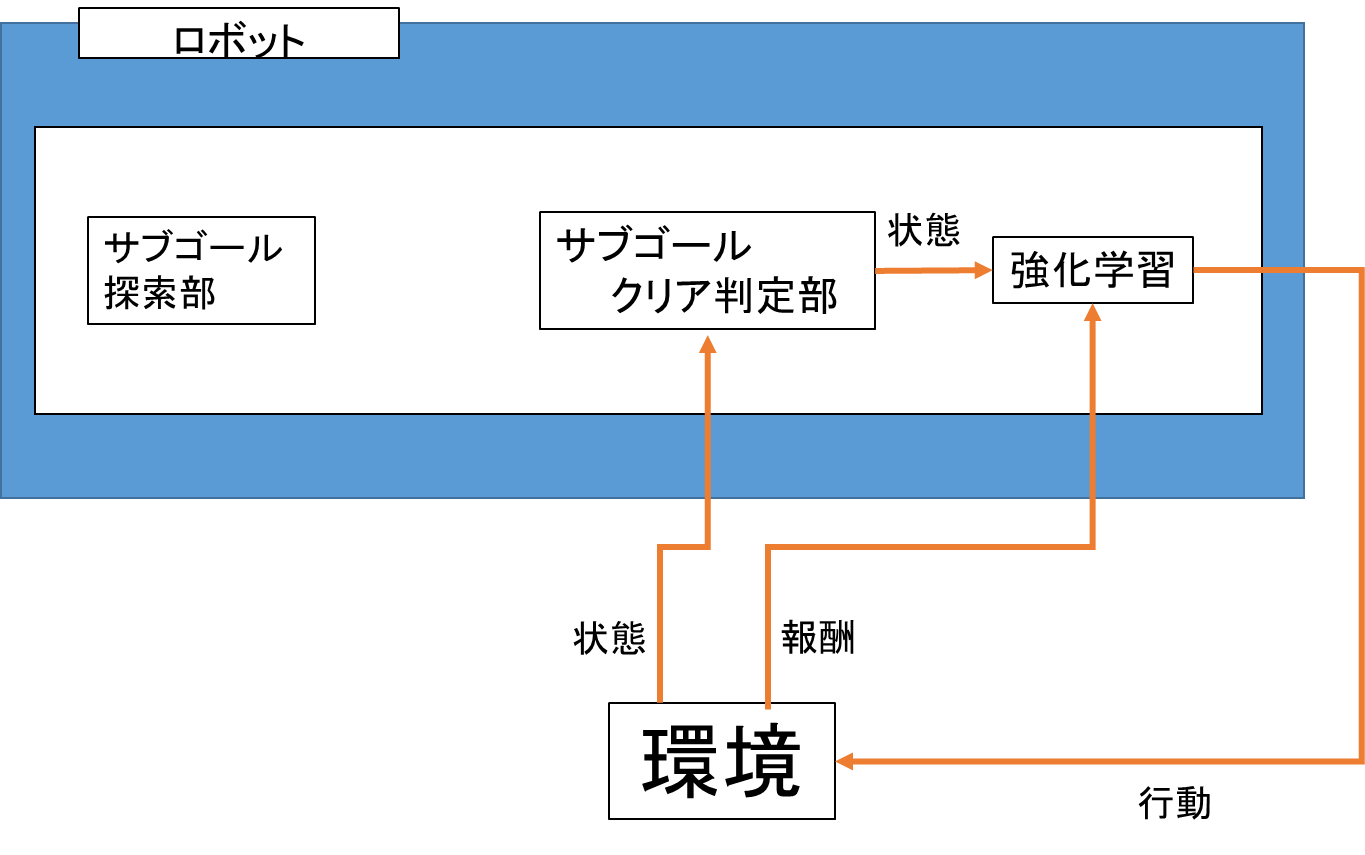 ロボット
サブゴール
探索部
サブゴール
クリア判定部
状態
強化学習
状態
報酬
環境
行動